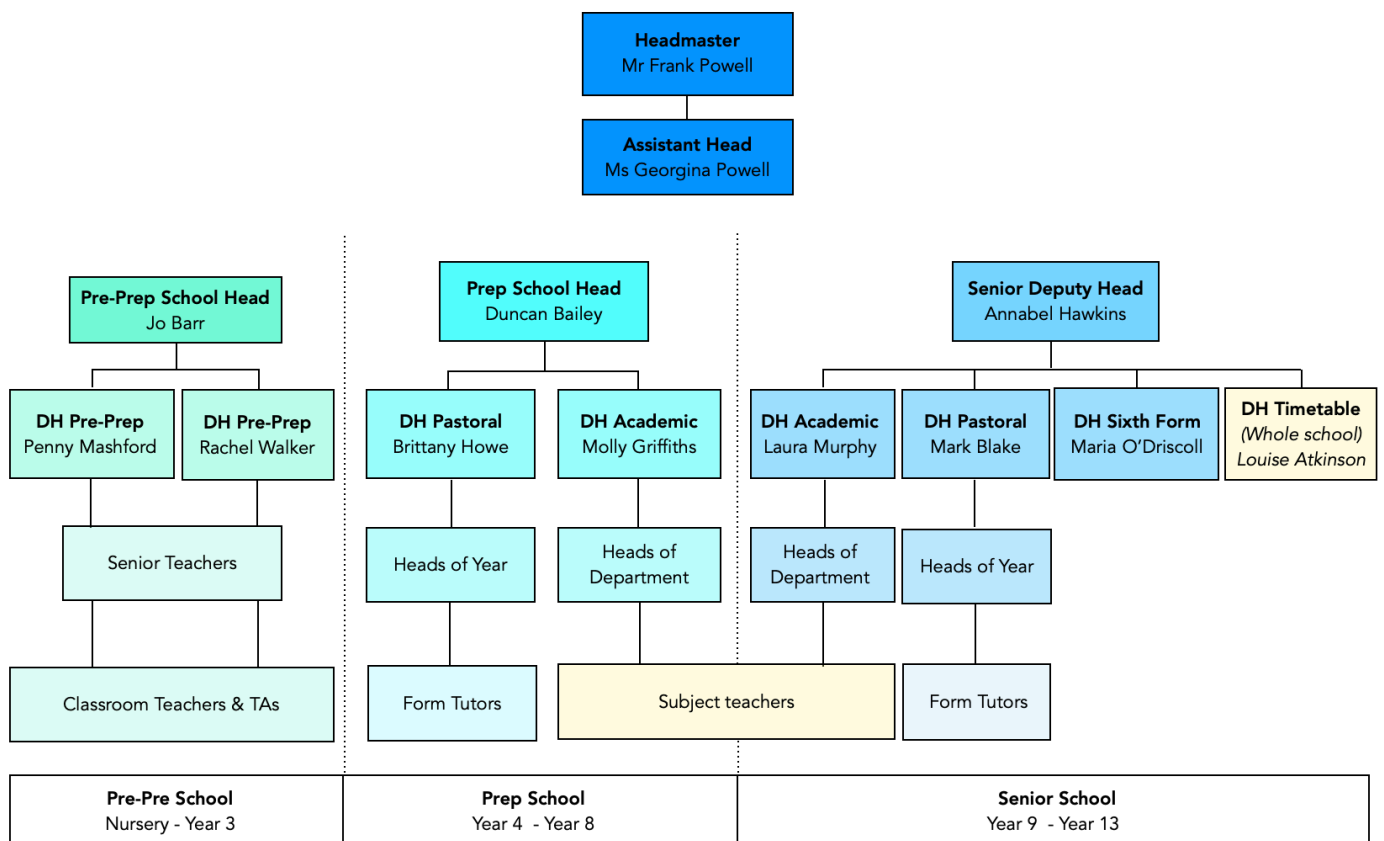 Headmaster
Mr Frank Powell
Assistant Head
Ms Georgina Powell
Pre-Prep School Head
Jo Barr
Prep School Head
Duncan Bailey
Senior Deputy Head
Annabel Hawkins
DH Pre-Prep
Penny Mashford
DH Pre-Prep
Rachel Walker
DH Pastoral
Brittany Howe
DH Academic
Molly Griffiths
DH Academic
Laura Murphy
DH Pastoral
Mark Blake
DH Sixth Form
Maria O’Driscoll
DH Timetable
(Whole school)
Louise Atkinson
Senior Teachers
Heads of Year
Heads of
Department
Heads of
Department
Heads of Year
Classroom Teachers & TAs
Form Tutors
Subject teachers
Form Tutors
Pre-Pre School
Nursery - Year 3
Prep School
Year 4  - Year 8
Senior School
Year 9  - Year 13